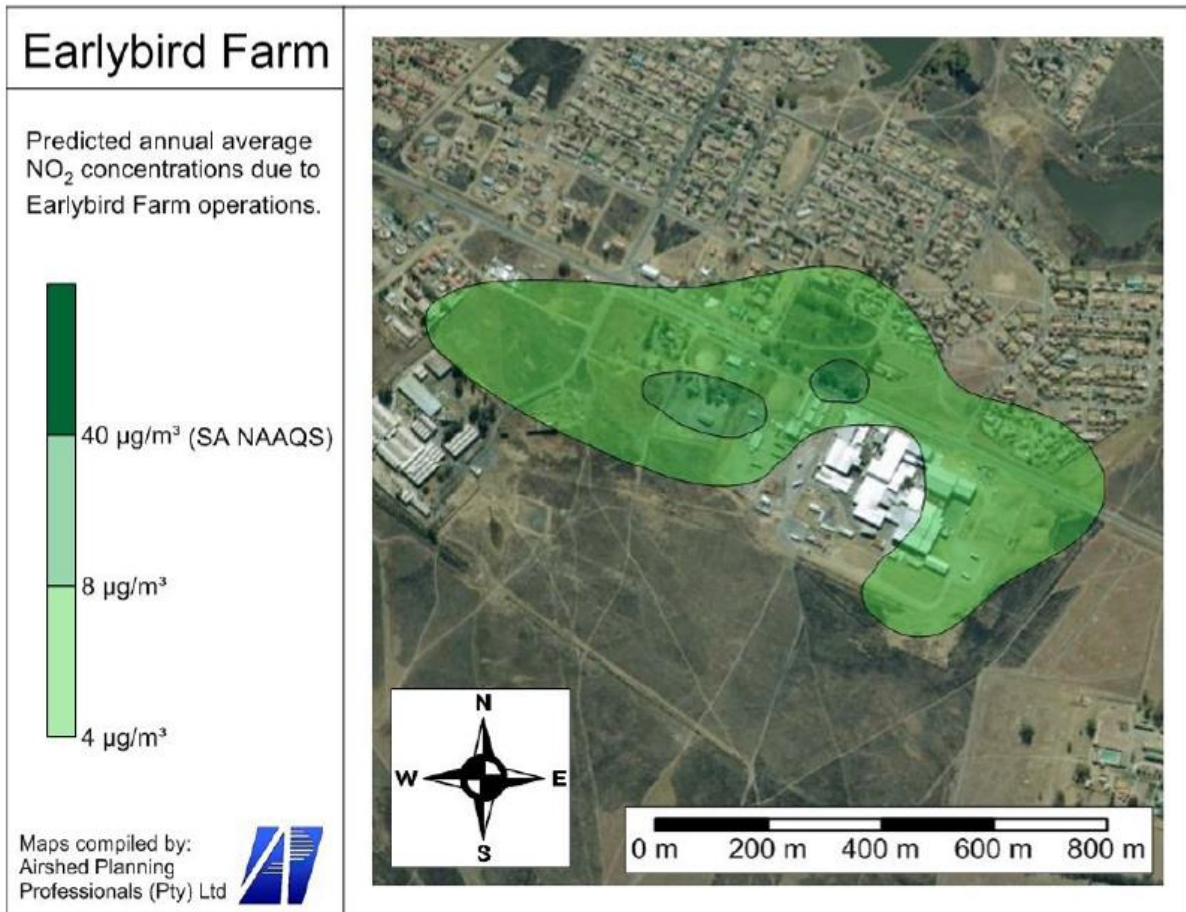 Earlybird Farm
Predicted annual average
NO₂ concentrations due to
Earlybird Farm operations.
40 µg/m³ (SA NAAQS)
8 µg/m³
4 µg/m³
Maps compiled by:
Airshed Planning
Professionals (Pty) Ltd
N
W E
S
0 m 200 m 400 m 600 m 800 m